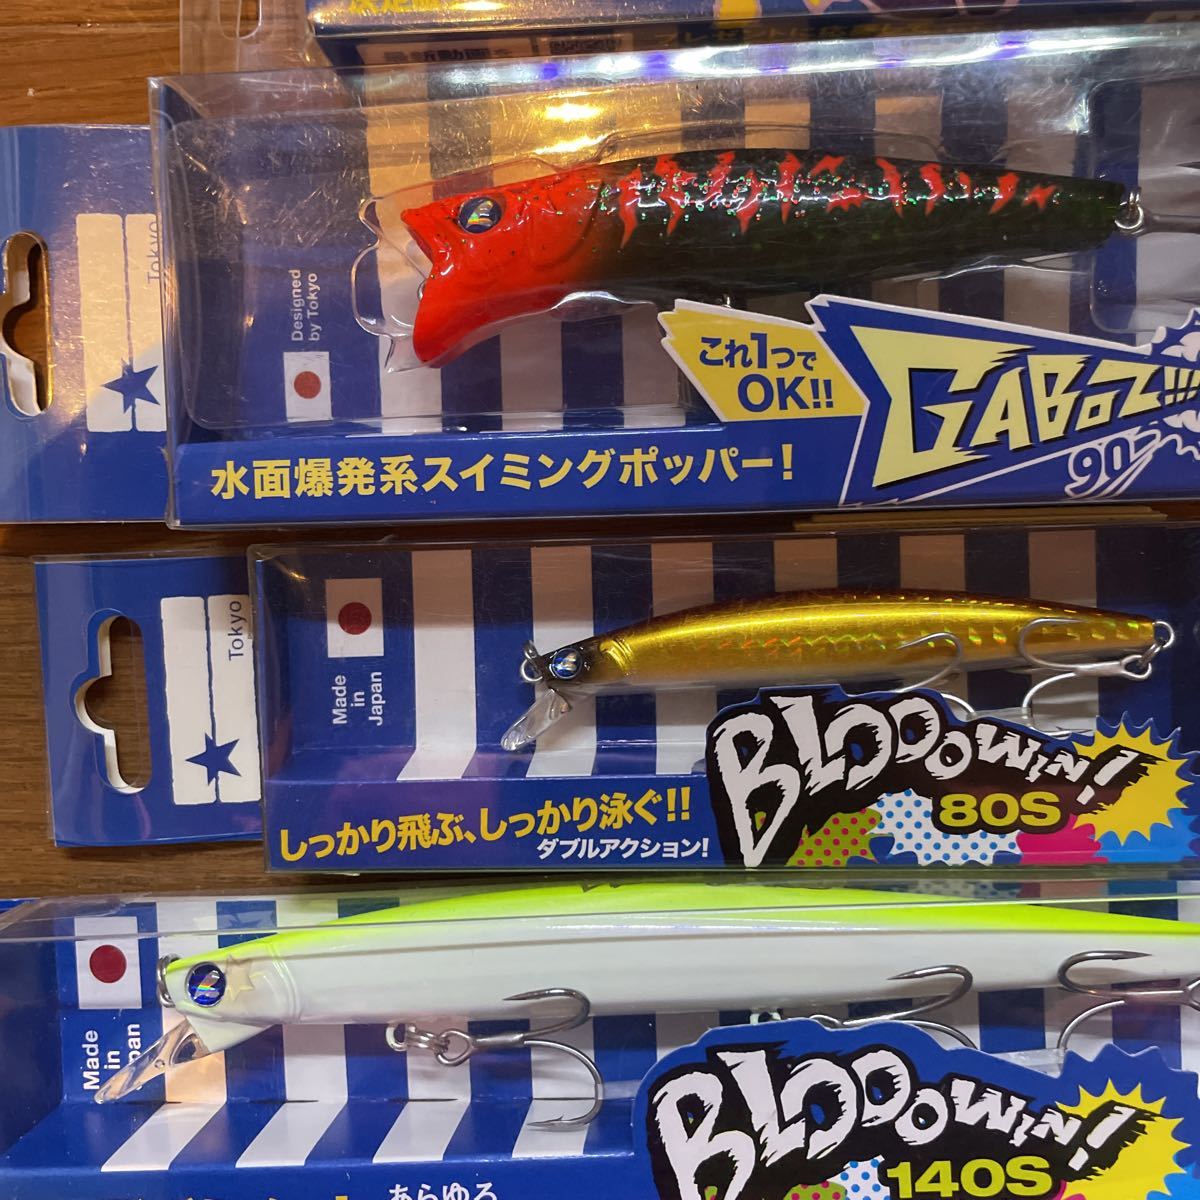 Tokyo
Designed
by Tokyo
これ1つで
OK!!
GABOZ!!!
90
水面爆発系スイミングポッパー!
Tokyo
Made
in
Japan
BLOOOWIN!
80S
しっかり飛ぶ、しっかり泳ぐ!!
ダブルアクション!
Made
in
Japan
BLOOOWIN!
140S
あらゆる